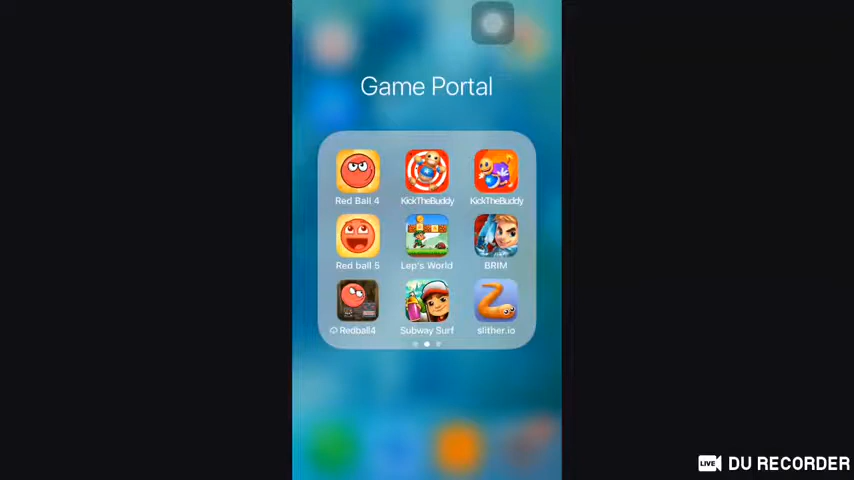 Game Portal
Red Ball 4
KickTheBuddy
KickTheBuddy
Red ball 5
Lep's World
BRIM
Redball4
Subway Surf
slither.io
LIVE DU RECORDER